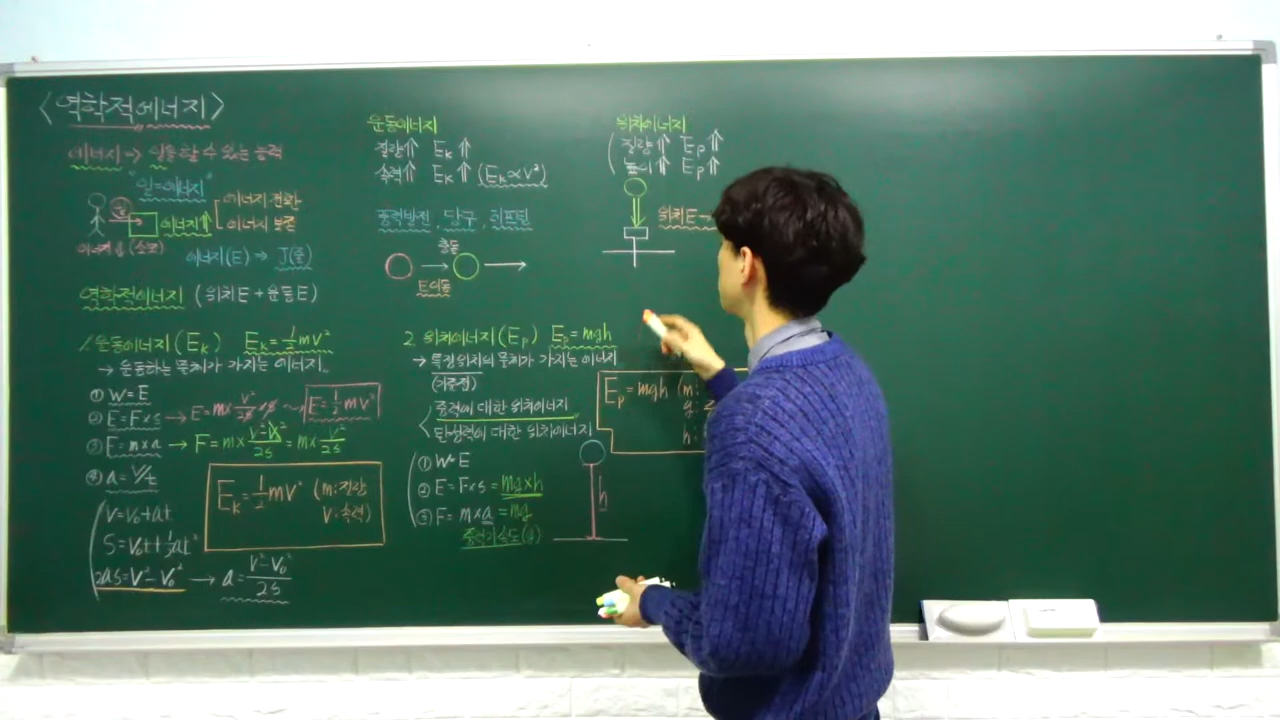 〈역학적에너지〉
에너지 → 일을 할 수 있는 능력
"일=에너지"
일
에너지⇑
에너지 전환
에너지 보존
에너지⇓ (소모)
에너지(E) → J(줄)
역학적에너지 (위치E + 운동E)
1. 운동에너지(Ek) Ek=½mv²
→ 운동하는 물체가 가지는 에너지.
① W=E
② E=F×s → E=m×v²/2s×s → E=½mv²
③ F=m×a → F=m×(v²-v₀²)/2s = m×v²/2s
④ a=v/t
v=v₀+at
S=v₀t+½at²
2as=v²-v₀² → a=(v²-v₀²)/2s
Ek=½mv² (m:질량
v:속력)
운동에너지
질량⇑ Ek⇑
속력⇑ Ek⇑ (Ek∝v²)
풍력발전, 당구, 리프팅
충돌
E이동
2. 위치에너지(Ep) Ep=mgh
→ 특정위치의 물체가 가지는 에너지
(기준점)
중력에 대한 위치에너지
탄성력에 대한 위치에너지
① W=E
② E=F×s=mg×h
③ F=m×a=mg
중력가속도(g)
h
위치에너지
질량⇑ Ep⇑
높이⇑ Ep⇑
위치E→
Ep=mgh (m:
g:
h: